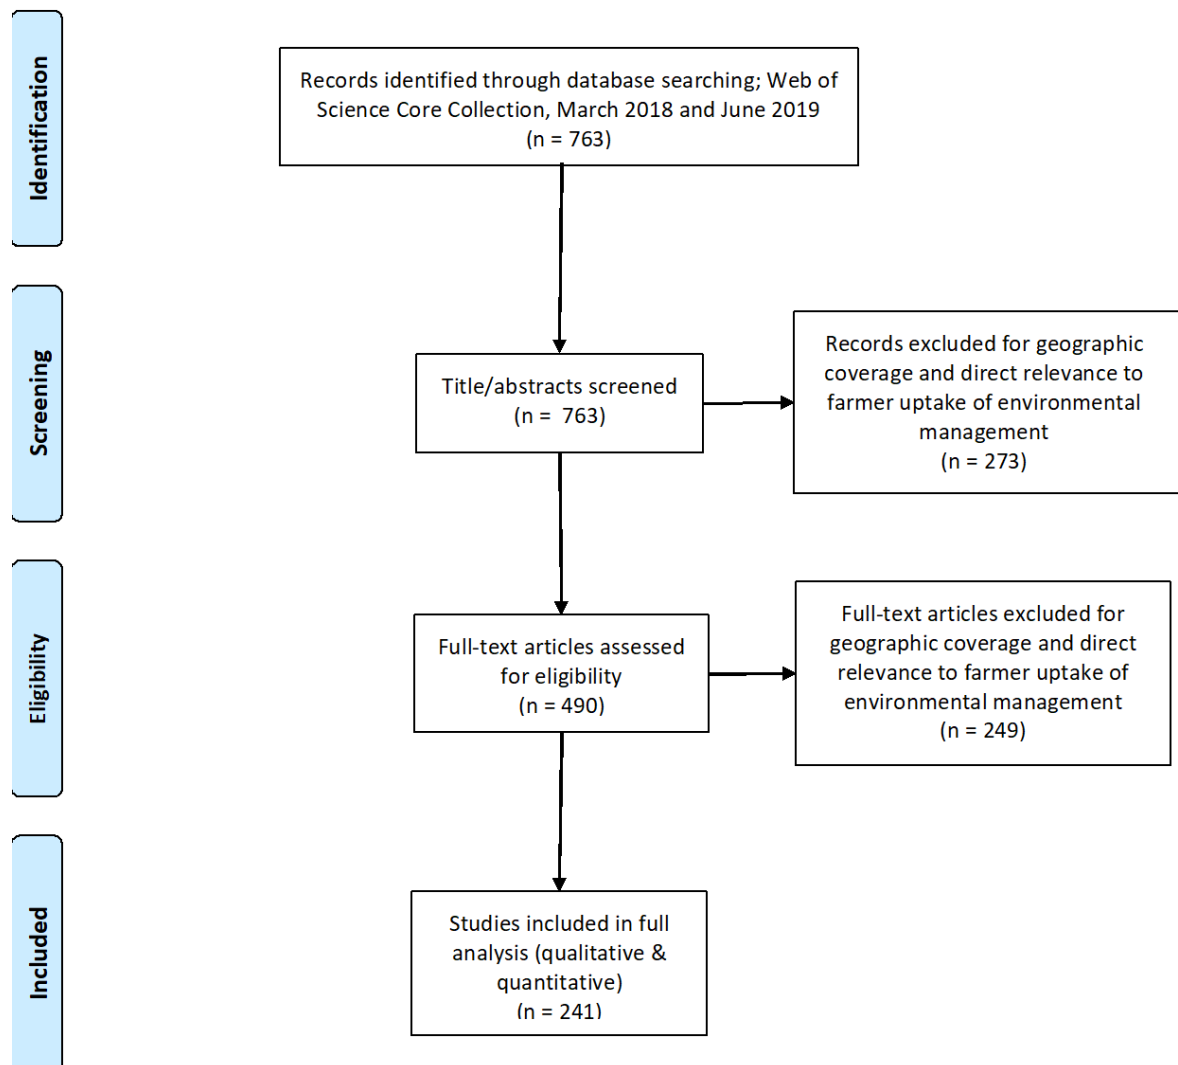 Identification
Records identified through database searching; Web of
Science Core Collection, March 2018 and June 2019
(n = 763)
Screening
Title/abstracts screened
(n = 763)
Records excluded for geographic
coverage and direct relevance to
farmer uptake of environmental
management
(n = 273)
Eligibility
Full-text articles assessed
for eligibility
(n = 490)
Full-text articles excluded for
geographic coverage and direct
relevance to farmer uptake of
environmental management
(n = 249)
Included
Studies included in full
analysis (qualitative &
quantitative)
(n = 241)